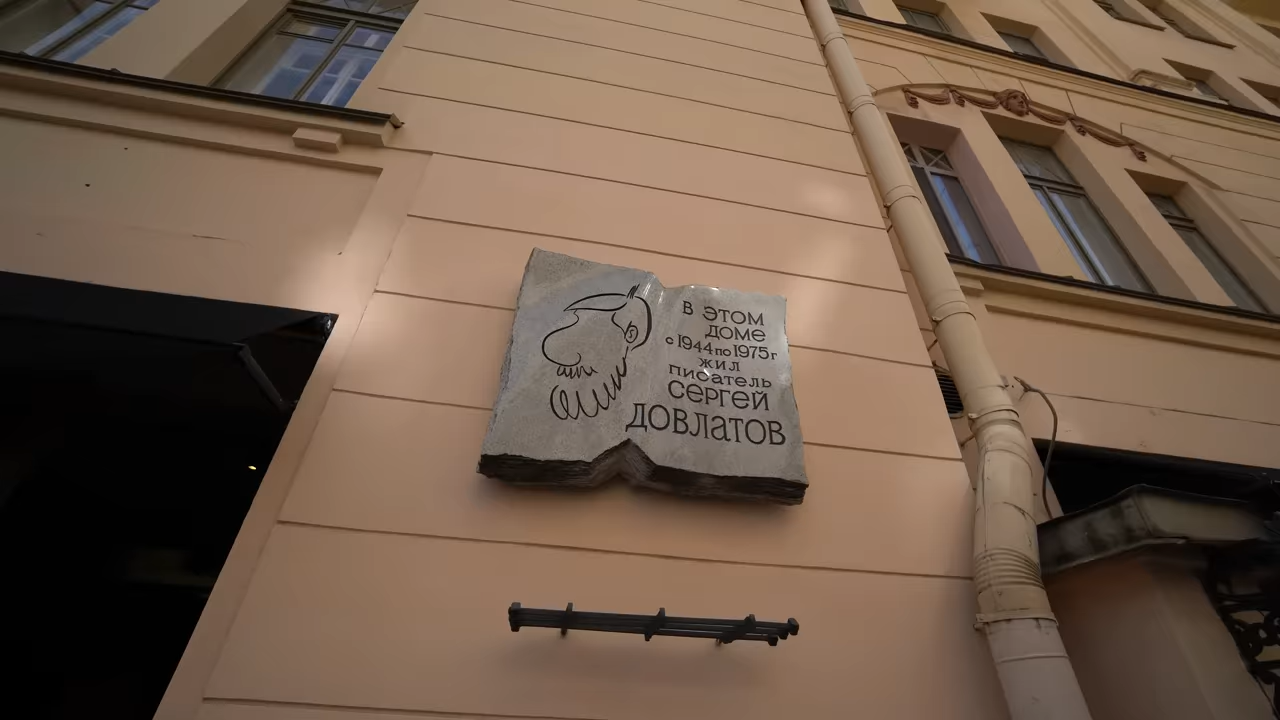 в этом
доме
с 1944 по 1975 г
жил
писатель
сергей
довлатов